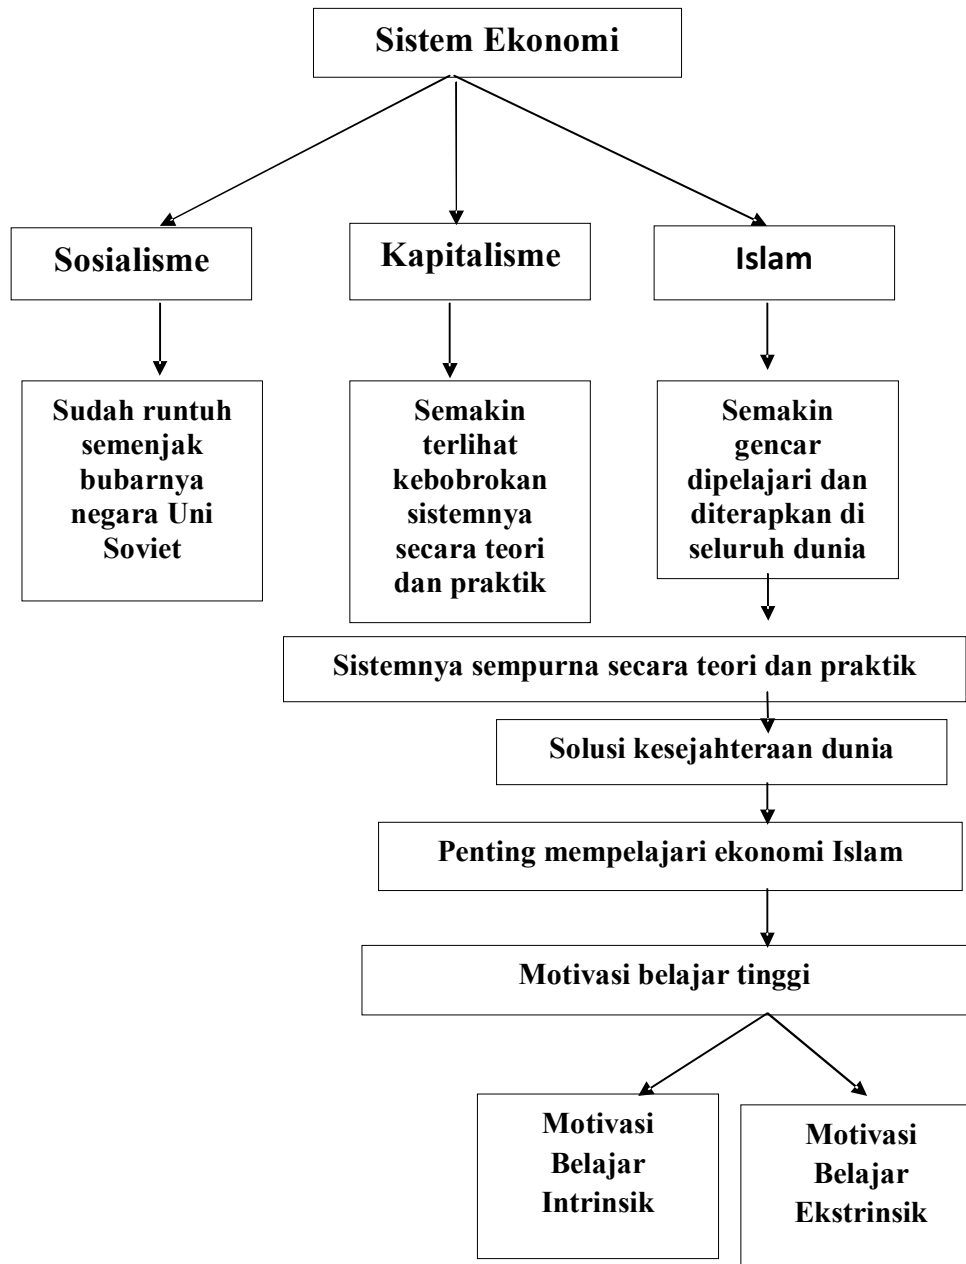 Sistem Ekonomi
Sosialisme
Kapitalisme
Islam
Sudah runtuh
semenjak
bubarnya
negara Uni
Soviet
Semakin
terlihat
kebobrokan
sistemnya
secara teori
dan praktik
Semakin
gencar
dipelajari dan
diterapkan di
seluruh dunia
Sistemnya sempurna secara teori dan praktik
Solusi kesejahteraan dunia
Penting mempelajari ekonomi Islam
Motivasi belajar tinggi
Motivasi
Belajar
Intrinsik
Motivasi
Belajar
Ekstrinsik